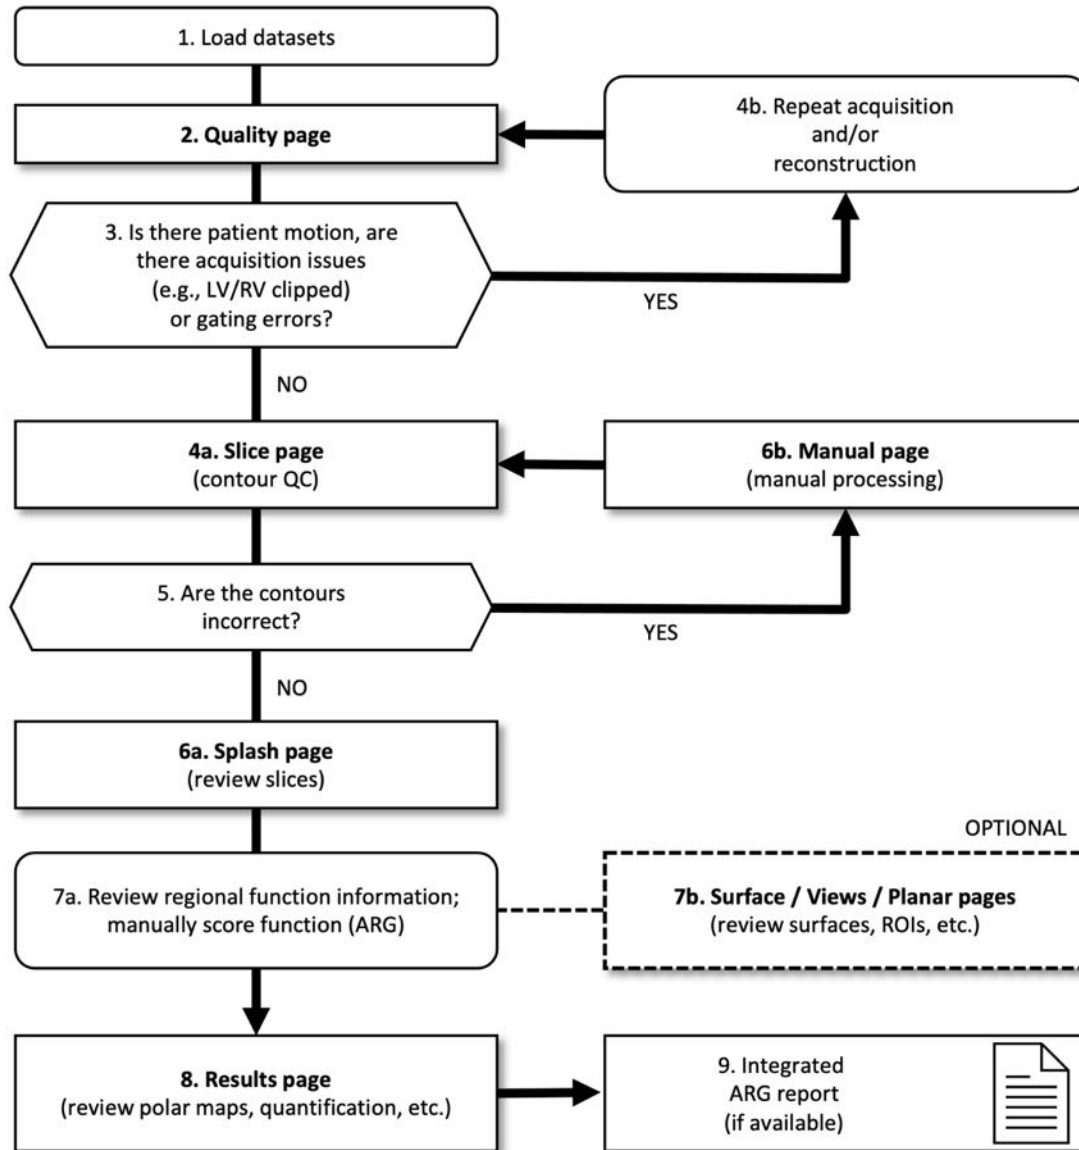 1. Load datasets
2. Quality page
4b. Repeat acquisition
and/or
reconstruction
3. Is there patient motion, are
there acquisition issues
(e.g., LV/RV clipped)
or gating errors?
YES
NO
4a. Slice page
(contour QC)
6b. Manual page
(manual processing)
5. Are the contours
incorrect?
YES
NO
6a. Splash page
(review slices)
OPTIONAL
7a. Review regional function information;
manually score function (ARG)
7b. Surface / Views / Planar pages
(review surfaces, ROIs, etc.)
8. Results page
(review polar maps, quantification, etc.)
9. Integrated
ARG report
(if available)